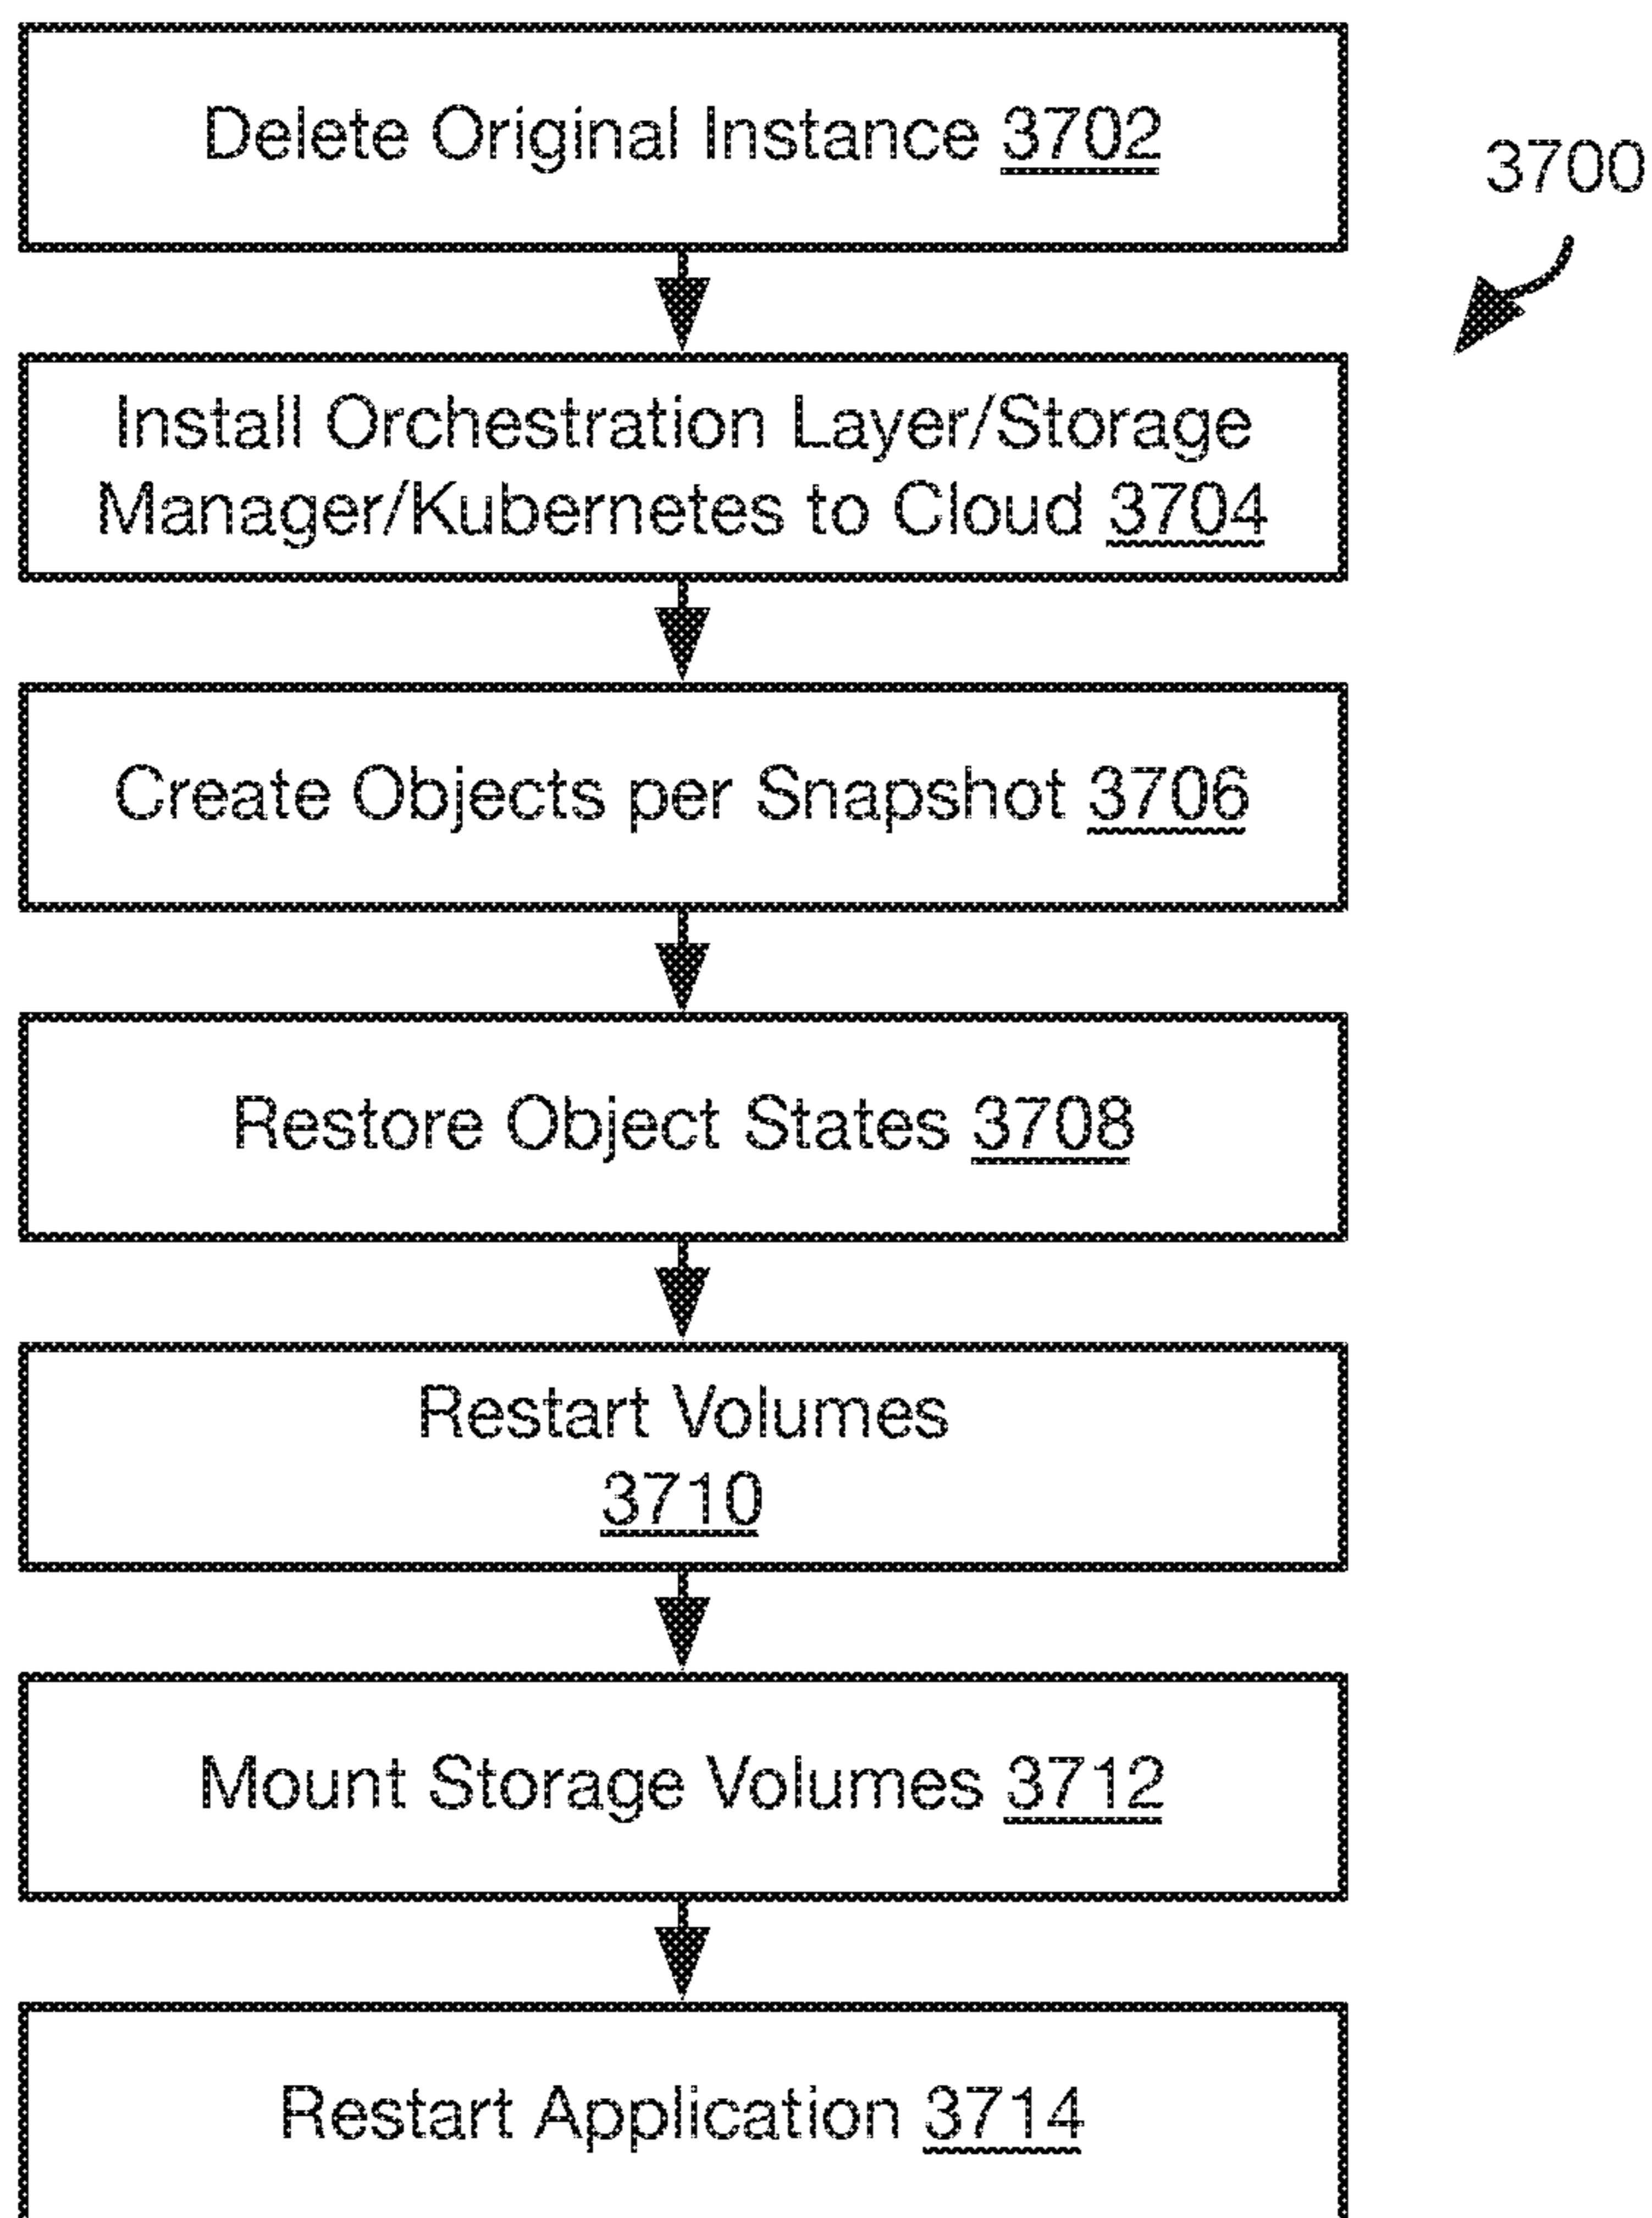 Delete Original Instance 3702
3700
Install Orchestration Layer/Storage
Manager/Kubernetes to Cloud 3704
Create Objects per Snapshot 3706
Restore Object States 3708
Restart Volumes
3710
Mount Storage Volumes 3712
Restart Application 3714